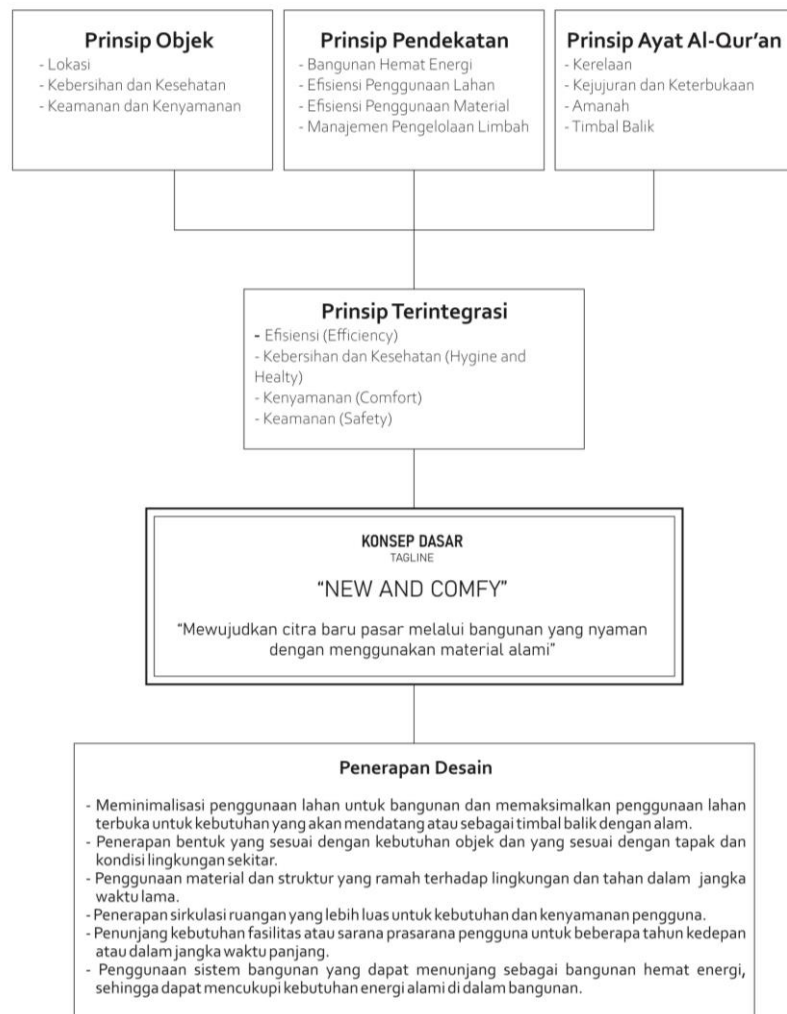 Prinsip Objek
- Lokasi
- Kebersihan dan Kesehatan
- Keamanan dan Kenyamanan
Prinsip Pendekatan
- Bangunan Hemat Energi
- Efisiensi Penggunaan Lahan
- Efisiensi Penggunaan Material
- Manajemen Pengelolaan Limbah
Prinsip Ayat Al-Qur'an
- Kerelaan
- Kejujuran dan Keterbukaan
- Amanah
- Timbal Balik
Prinsip Terintegrasi
- Efisiensi (Efficiency)
- Kebersihan dan Kesehatan (Hygine and
Healty)
- Kenyamanan (Comfort)
- Keamanan (Safety)
KONSEP DASAR
TAGLINE
"NEW AND COMFY"
"Mewujudkan citra baru pasar melalui bangunan yang nyaman
dengan menggunakan material alami"
Penerapan Desain
- Meminimalisasi penggunaan lahan untuk bangunan dan memaksimalkan penggunaan lahan
terbuka untuk kebutuhan yang akan mendatang atau sebagai timbal balik dengan alam.
- Penerapan bentuk yang sesuai dengan kebutuhan objek dan yang sesuai dengan tapak dan
kondisi lingkungan sekitar.
- Penggunaan material dan struktur yang ramah terhadap lingkungan dan tahan dalam jangka
waktu lama.
- Penerapan sirkulasi ruangan yang lebih luas untuk kebutuhan dan kenyamanan pengguna.
- Penunjang kebutuhan fasilitas atau sarana prasarana pengguna untuk beberapa tahun kedepan
atau dalam jangka waktu panjang.
- Penggunaan sistem bangunan yang dapat menunjang sebagai bangunan hemat energi,
sehingga dapat mencukupi kebutuhan energi alami di dalam bangunan.